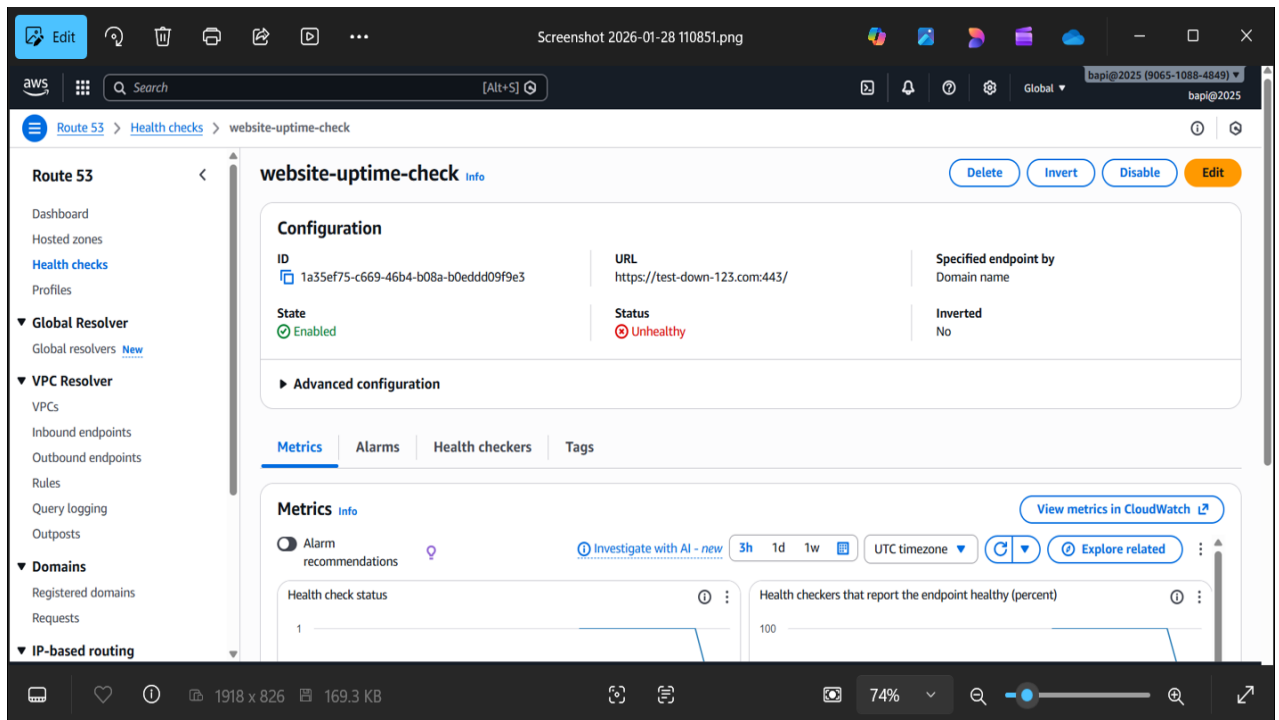 Edit
Screenshot 2026-01-28 110851.png
aws
Search
[Alt+S]
Global ▼
bapi@2025 (9065-1088-4849) ▼
bapi@2025
Route 53 > Health checks > website-uptime-check
Route 53
Dashboard
Hosted zones
Health checks
Profiles
Global Resolver
Global resolvers New
VPC Resolver
VPCs
Inbound endpoints
Outbound endpoints
Rules
Query logging
Outposts
Domains
Registered domains
Requests
IP-based routing
website-uptime-check Info
Delete
Invert
Disable
Edit
Configuration
ID
1a35ef75-c669-46b4-b08a-b0eddd09f9e3
URL
https://test-down-123.com:443/
Specified endpoint by
Domain name
State
Enabled
Status
Unhealthy
Inverted
No
Advanced configuration
Metrics
Alarms
Health checkers
Tags
Metrics Info
View metrics in CloudWatch
Alarm
recommendations
Investigate with AI - new
3h
1d
1w
UTC timezone
Explore related
Health check status
1
Health checkers that report the endpoint healthy (percent)
100
1918 x 826
169.3 KB
74%